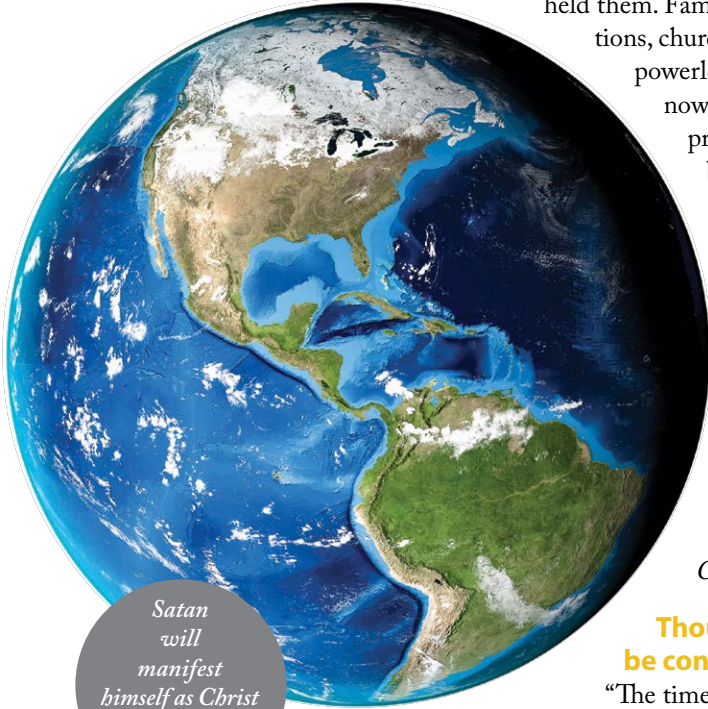 held them. Fam
tions, churc
powerl
now
pr
C
Thou
be con
“The time
Satan
will
manifest
himself as Christ